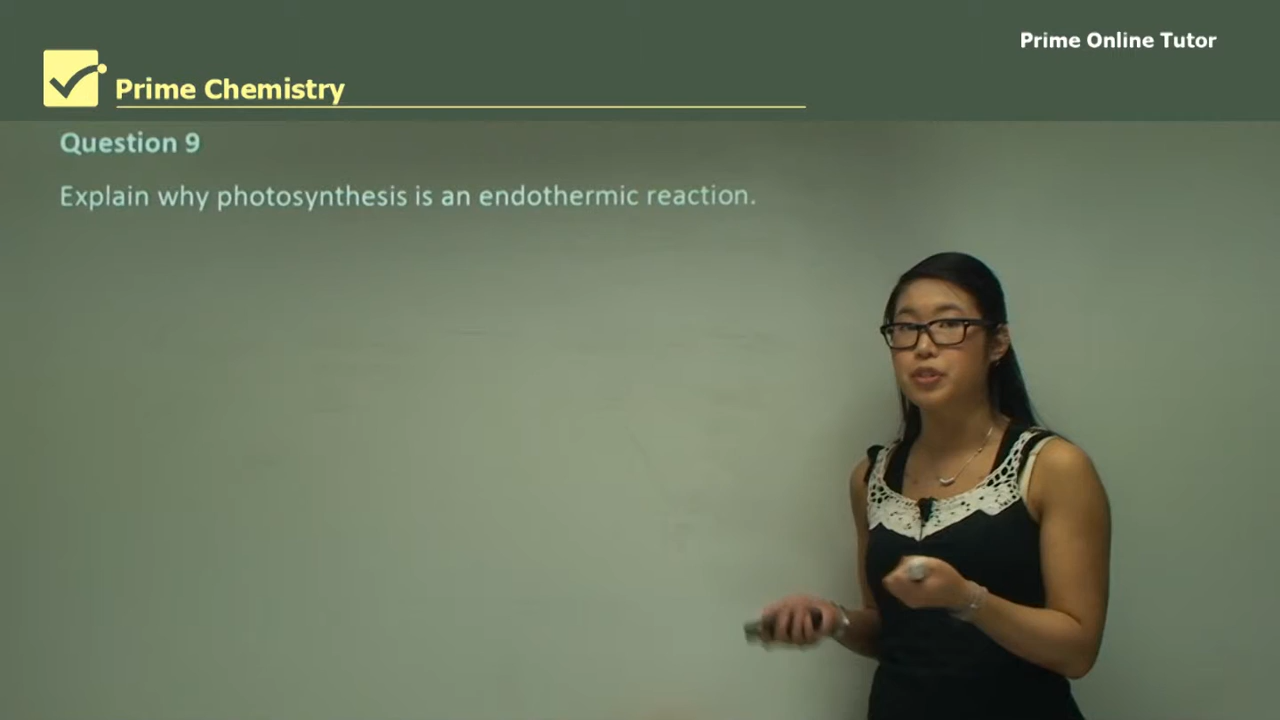 Prime Online Tutor
Prime Chemistry
Question 9
Explain why photosynthesis is an endothermic reaction.